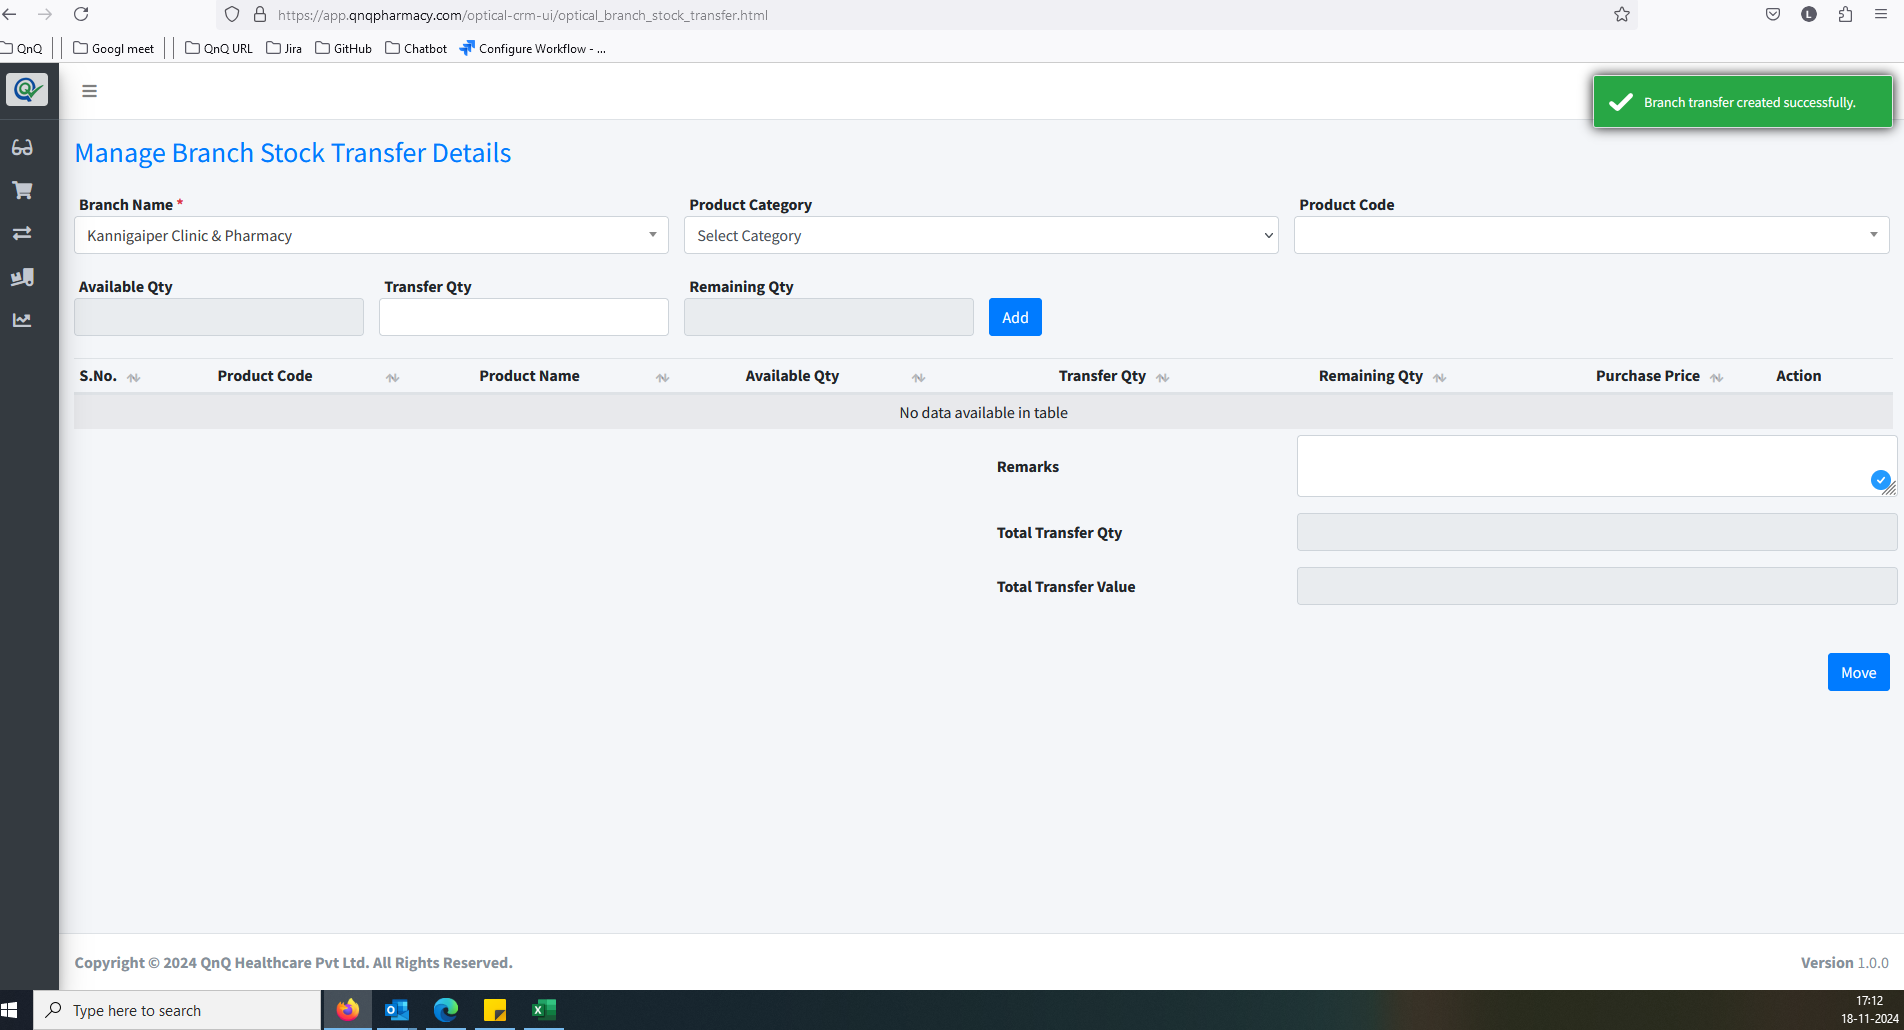 https://app.qnqpharmacy.com/optical-crm-ui/optical_branch_stock_transfer.html
L
QnQ Googl meet QnQ URL Jira GitHub Chatbot Configure Workflow - ...
Branch transfer created successfully.
Manage Branch Stock Transfer Details
Branch Name * Product Category Product Code
Kannigaiper Clinic & Pharmacy Select Category
Available Qty Transfer Qty Remaining Qty
Add
S.No. Product Code Product Name Available Qty Transfer Qty Remaining Qty Purchase Price Action
No data available in table
Remarks
Total Transfer Qty
Total Transfer Value
Move
Copyright © 2024 QnQ Healthcare Pvt Ltd. All Rights Reserved. Version 1.0.0
Type here to search
17:12
18-11-2024